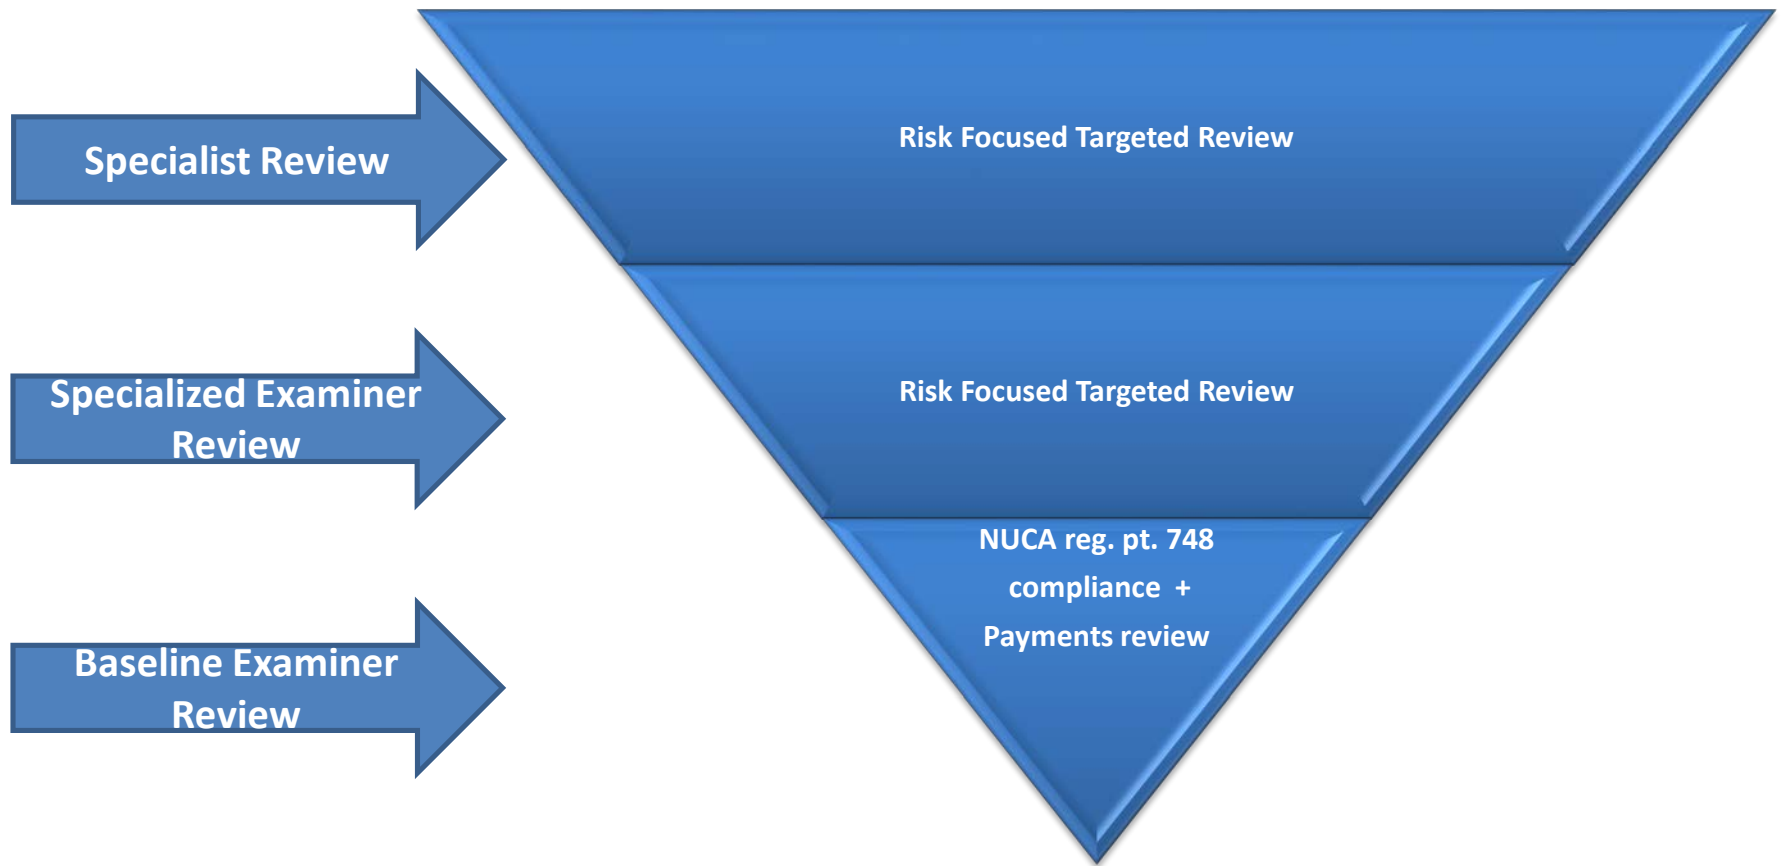 Risk Focused Targeted Review
Specialist Review
Specialized Examiner
Review
Risk Focused Targeted Review
NUCA reg. pt. 748
compliance +
Payments review
Baseline Examiner
Review